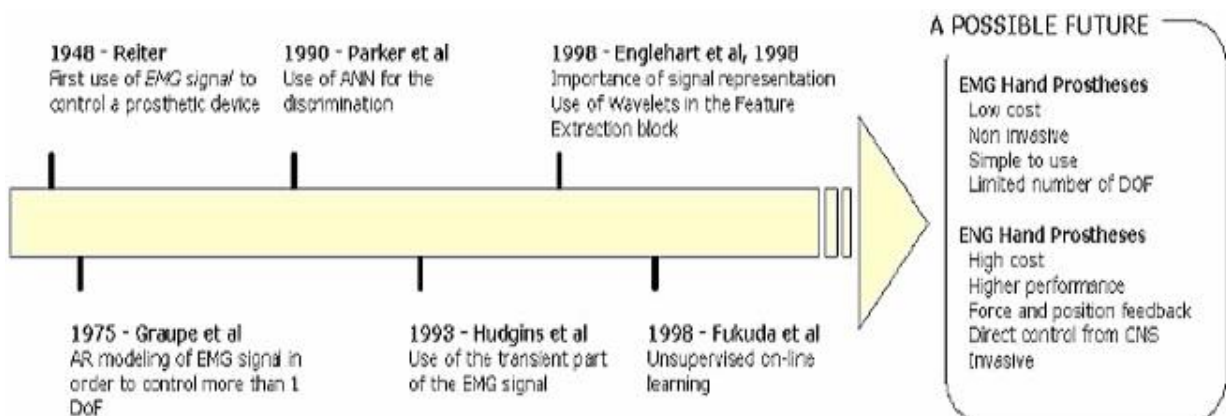 A POSSIBLE FUTURE
1948 - Reiter
First use of EMG signal to
control a prosthetic device
1990 - Parker et al
Use of ANN for the
discrimination
1998 - Englehart et al, 1998
Importance of signal representation
Use of Wavelets in the Feature
Extraction block
1975 - Graupe et al
AR modeling of EMG signal in
order to control more than 1
DoF
1993 - Hudgins et al
Use of the transient part
of the EMG signal
1998 - Fukuda et al
Unsupervised on-line
learning
EMG Hand Prostheses
Low cost
Non invasive
Simple to use
Limited number of DOF
ENG Hand Prostheses
High cost
Higher performance
Force and position feedback
Direct control from CNS
Invasive